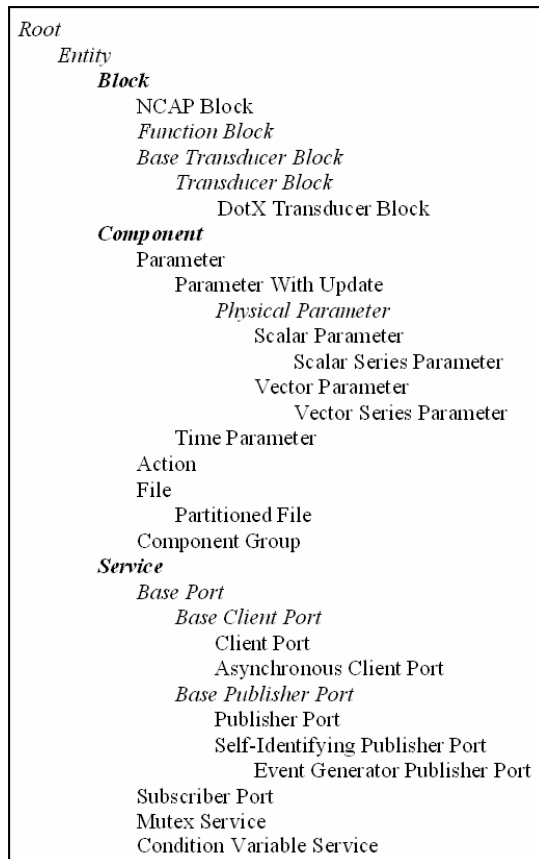 Root
Entity
Block
NCAP Block
Function Block
Base Transducer Block
Transducer Block
DotX Transducer Block
Component
Parameter
Parameter With Update
Physical Parameter
Scalar Parameter
Scalar Series Parameter
Vector Parameter
Vector Series Parameter
Time Parameter
Action
File
Partitioned File
Component Group
Service
Base Port
Base Client Port
Client Port
Asynchronous Client Port
Base Publisher Port
Publisher Port
Self-Identifying Publisher Port
Event Generator Publisher Port
Subscriber Port
Mutex Service
Condition Variable Service